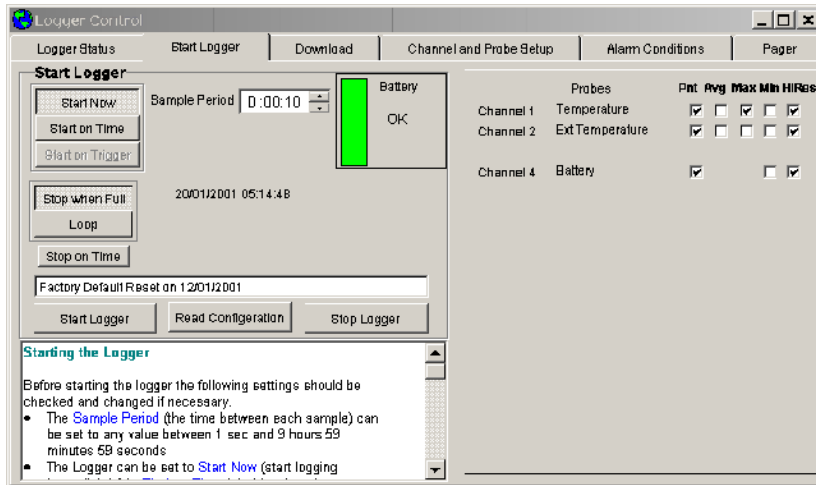 Logger Control
Logger Status Start Logger Download Channel and Probe Setup Alarm Conditions Pager
Start Logger
Start Now
Start on Time
Start on Trigger
Sample Period 0:00:10
Battery
OK
Stop when Full
Loop
20/01/2001 05:14:48
Stop on Time
Factory Default Reset on 12/01/2001
Start Logger Read Configeration Stop Logger
Starting the Logger
Before starting the logger the following settings should be
checked and changed if necessary.
• The Sample Period (the time between each sample) can
be set to any value between 1 sec and 9 hours 59
minutes 59 seconds
• The Logger can be set to Start Now (start logging
Probes Pnt Avg Max Min HiRes
Channel 1 Temperature
Channel 2 Ext Temperature
Channel 4 Battery